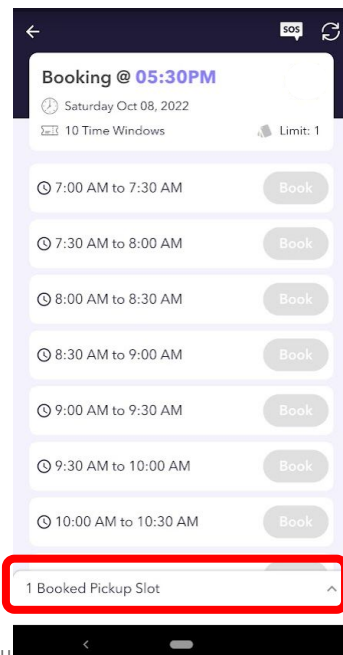 SOS
Booking @ 05:30PM
Saturday Oct 08, 2022
10 Time Windows
Limit: 1
7:00 AM to 7:30 AM
Book
7:30 AM to 8:00 AM
Book
8:00 AM to 8:30 AM
Book
8:30 AM to 9:00 AM
Book
9:00 AM to 9:30 AM
Book
9:30 AM to 10:00 AM
Book
10:00 AM to 10:30 AM
Book
1 Booked Pickup Slot